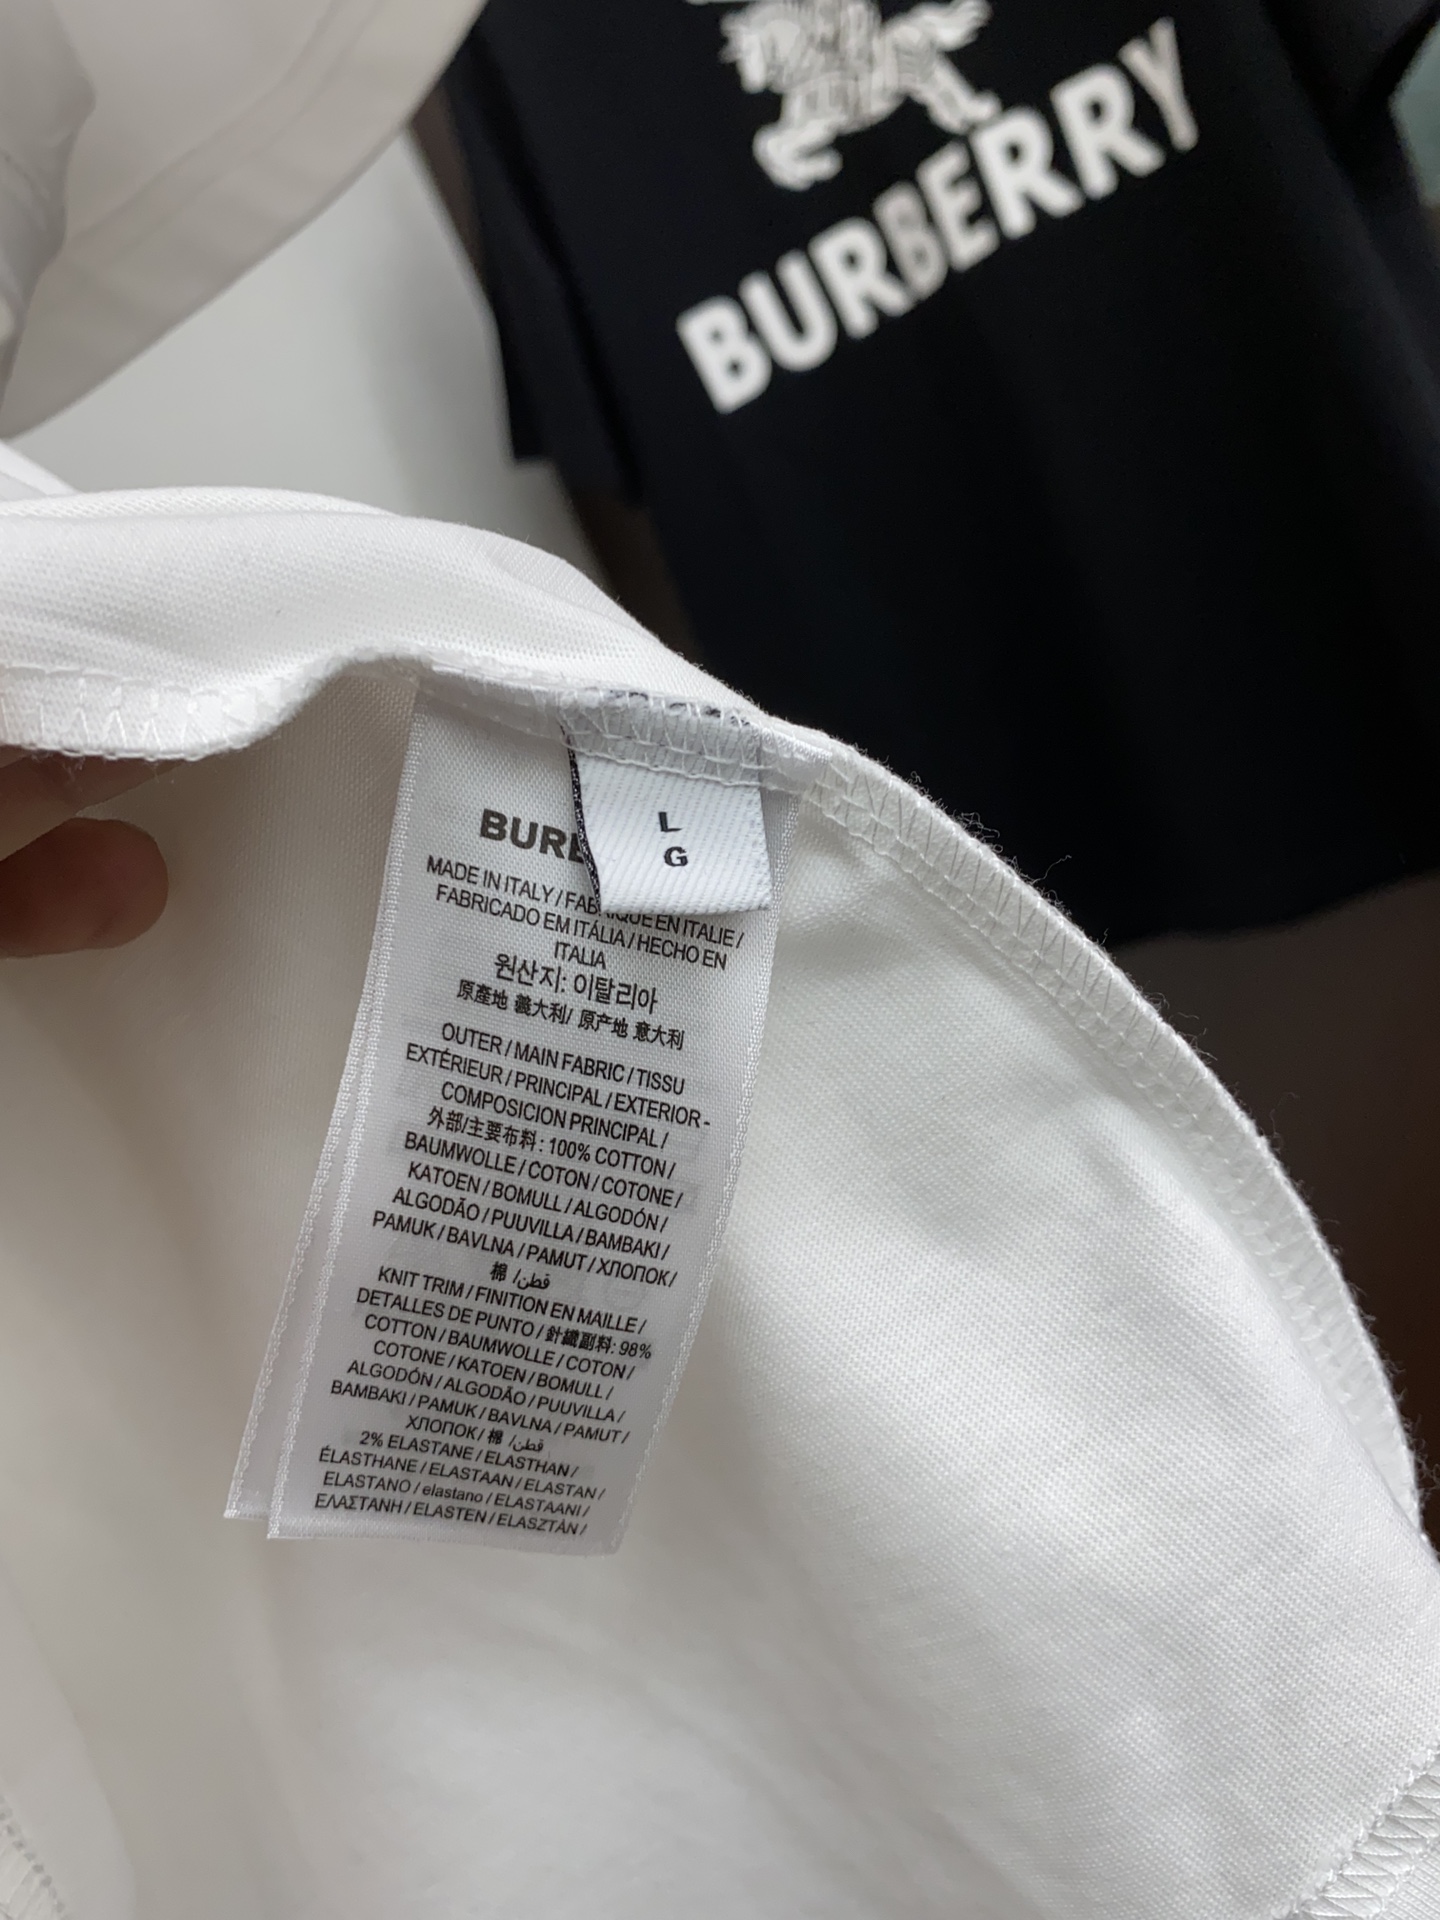 BURBERRY
L
G
MADE IN ITALY / FABRIQUE EN ITALIE /
FABRICADO EM ITÁLIA / HECHO EN
ITALIA
원산지: 이탈리아
原產地 義大利/ 原产地 意大利
OUTER / MAIN FABRIC / TISSU
EXTÉRIEUR / PRINCIPAL / EXTERIOR -
COMPOSICION PRINCIPAL /
外部/主要布料: 100% COTTON /
BAUMWOLLE / COTON / COTONE /
KATOEN / BOMULL / ALGODÓN /
ALGODÃO / PUUVILLA / BAMBAKI /
PAMUK / BAVLNA / PAMUT / ХЛОПОК /
棉 / قطن
KNIT TRIM / FINITION EN MAILLE /
DETALLES DE PUNTO / 針織副料: 98%
COTTON / BAUMWOLLE / COTON /
COTONE / KATOEN / BOMULL /
ALGODÓN / ALGODÃO / PUUVILLA /
BAMBAKI / PAMUK / BAVLNA / PAMUT /
ХЛОПОК / 棉 / قطن
2% ELASTANE / ELASTHAN /
ÉLASTHANE / ELASTAAN / ELASTAN /
ELASTANO / elastano / ELASTAANI /
ΕΛΑΣΤΑΝΗ / ELASTEN / ELASZTÁN /